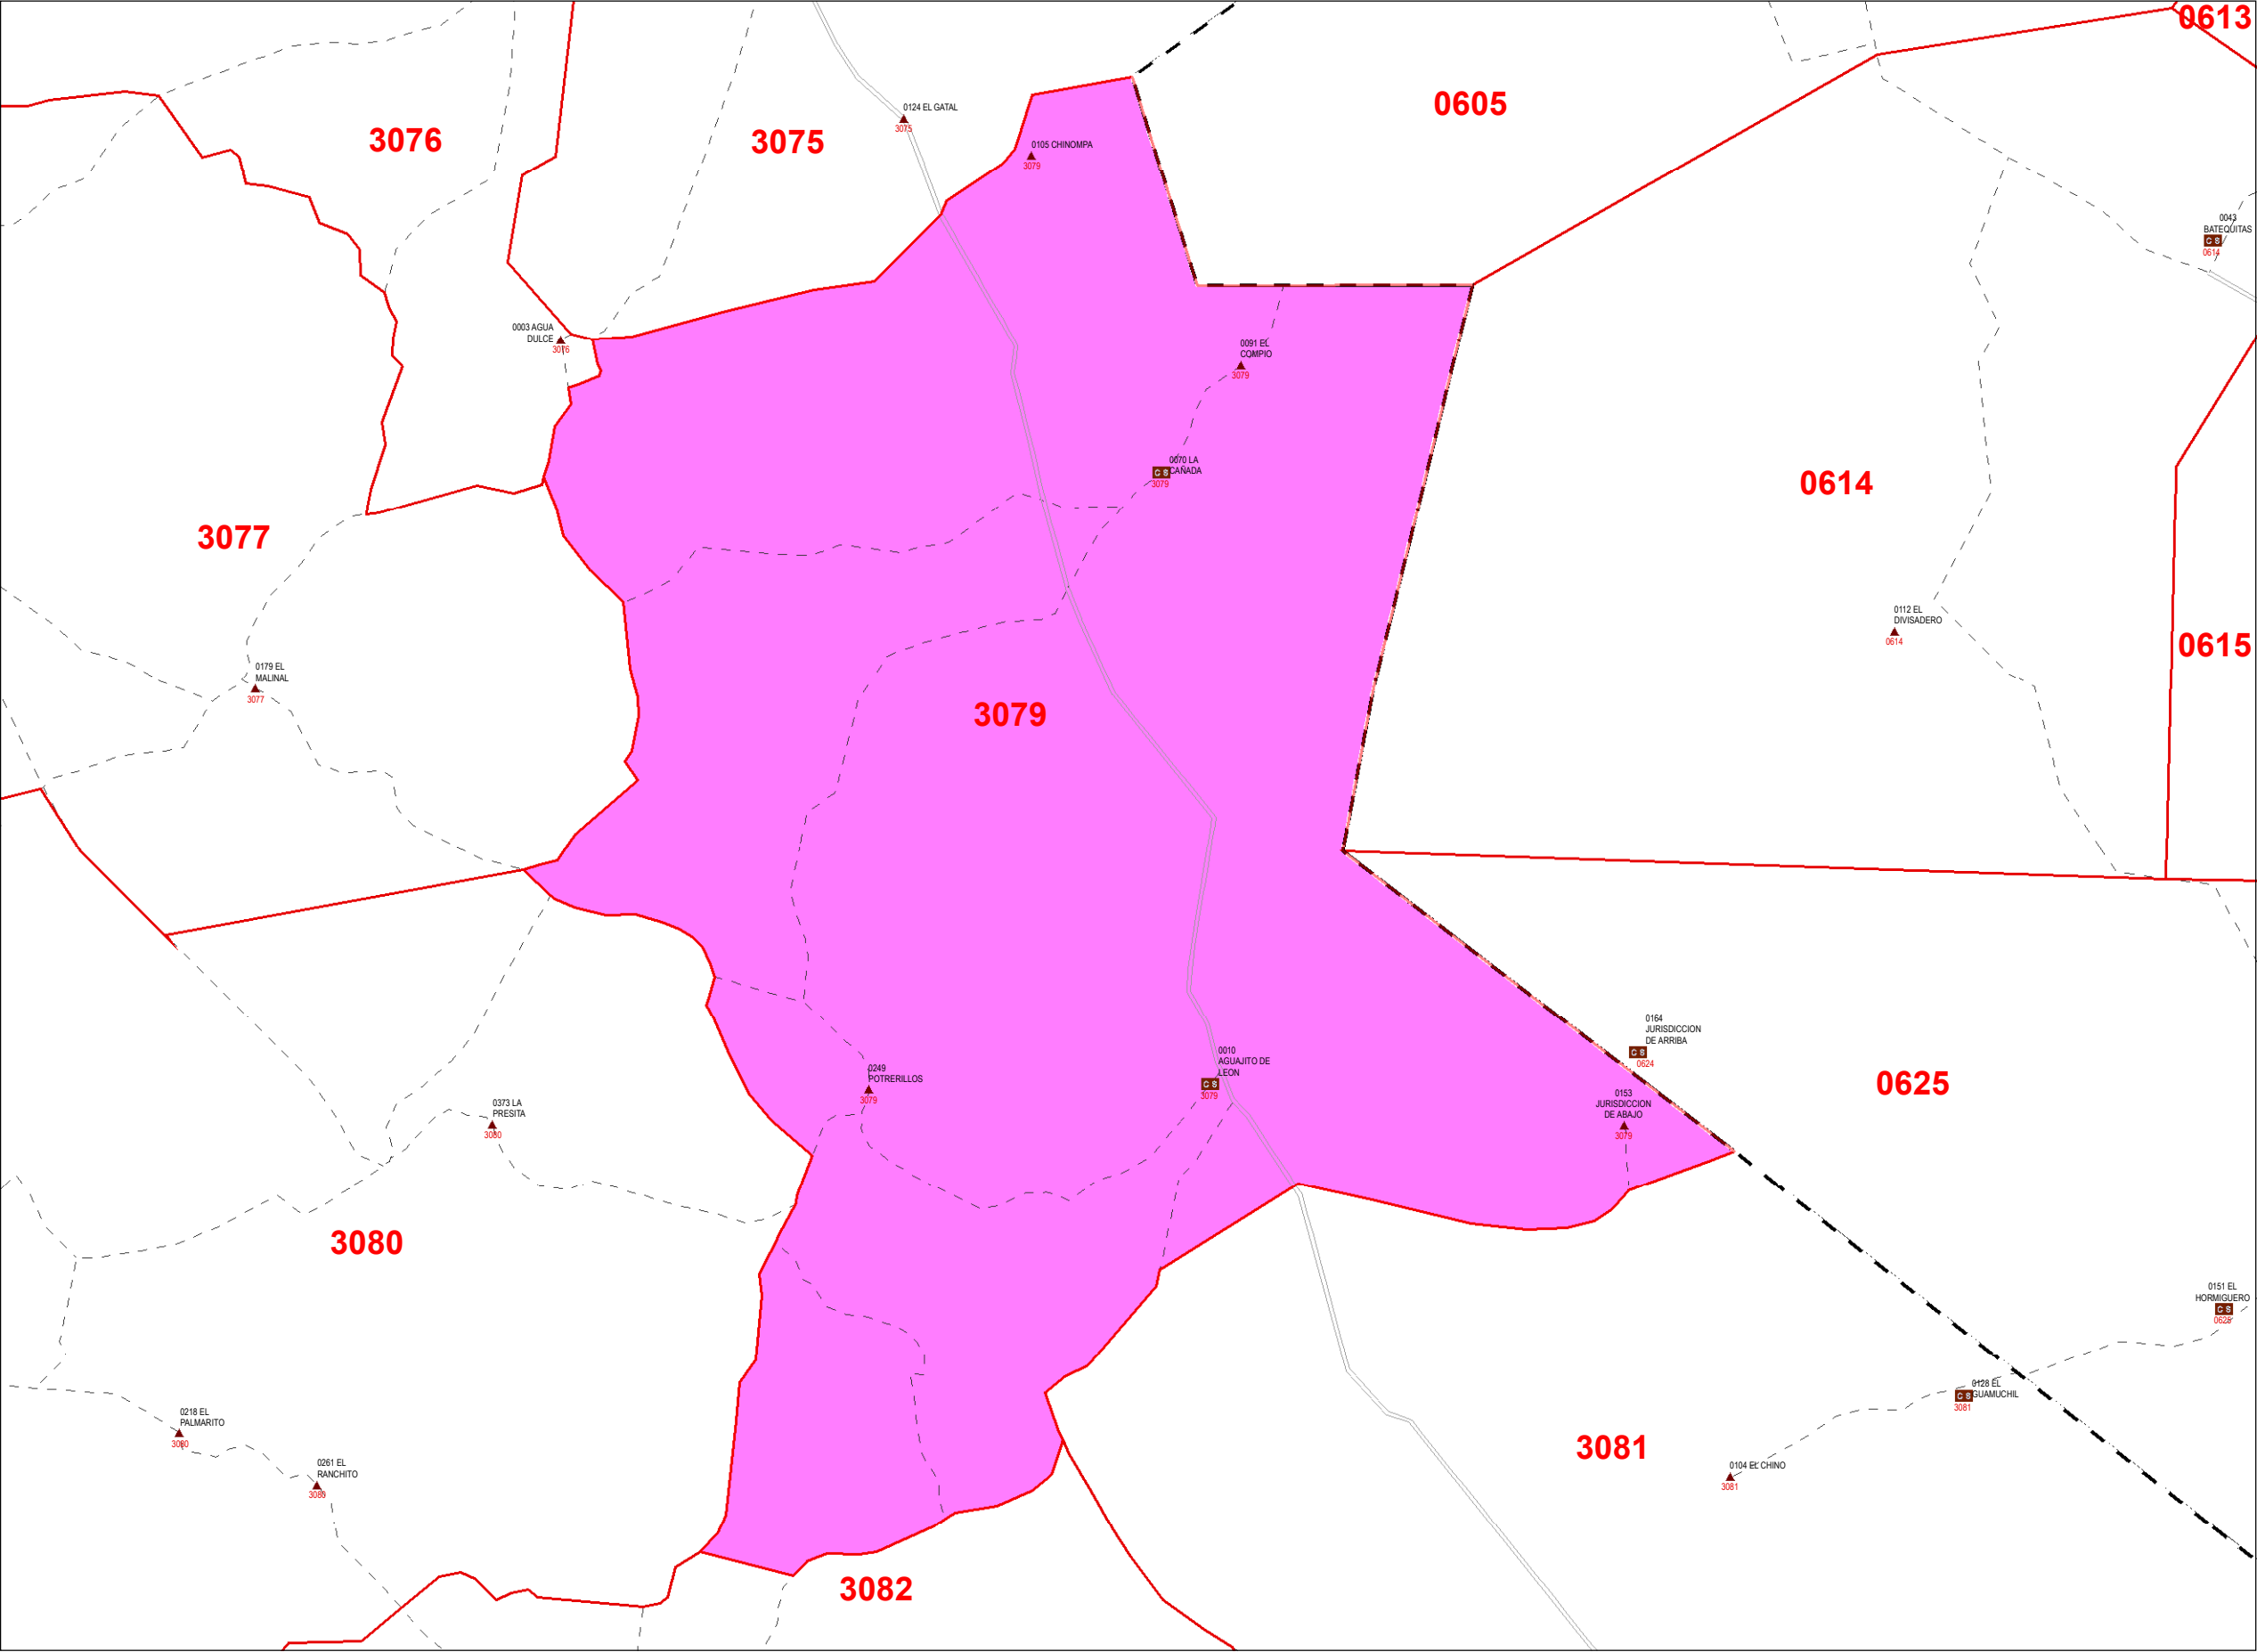 0613
0605
3076
3075
0124 EL GATAL
3075
0105 CHINOMPA
3079
0043
BATEQUITAS
C S
0614
0003 AGUA
DULCE
3076
0091 EL
COMPIO
3079
0070 LA
CAÑADA
C S
3079
0614
3077
0112 EL
DIVISADERO
0614
0615
0179 EL
MALINAL
3077
3079
0164
JURISDICCION
DE ARRIBA
C S
0624
0010
AGUAJITO DE
LEON
C S
3079
0249
POTRERILLOS
3079
0625
0153
JURISDICCION
DE ABAJO
3079
0373 LA
PRESITA
3080
3080
0151 EL
HORMIGUERO
C S
0625
0128 EL
GUAMUCHIL
C S
3081
0218 EL
PALMARITO
3080
3081
0104 EL CHINO
3081
0261 EL
RANCHITO
3080
3082